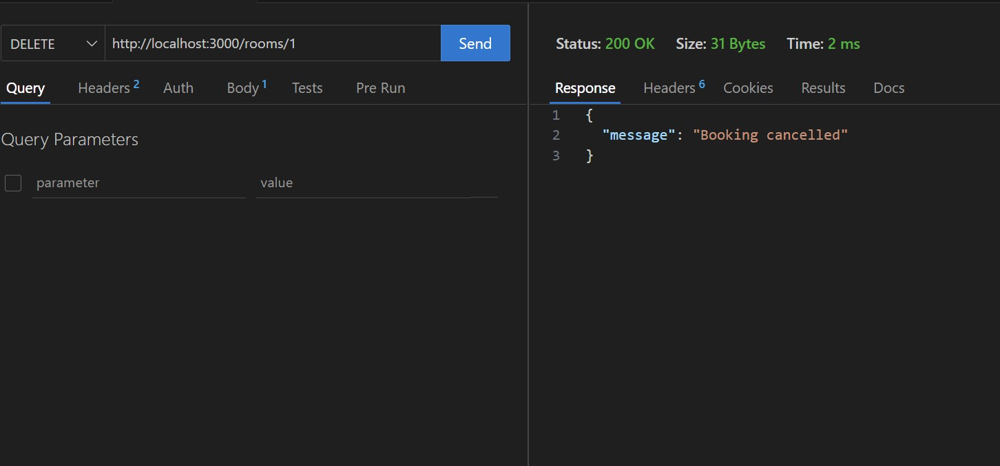 DELETE http://localhost:3000/rooms/1 Send
Query Headers 2 Auth Body 1 Tests Pre Run
Query Parameters
parameter value
Status: 200 OK Size: 31 Bytes Time: 2 ms
Response Headers 6 Cookies Results Docs
1 {
2 "message": "Booking cancelled"
3 }